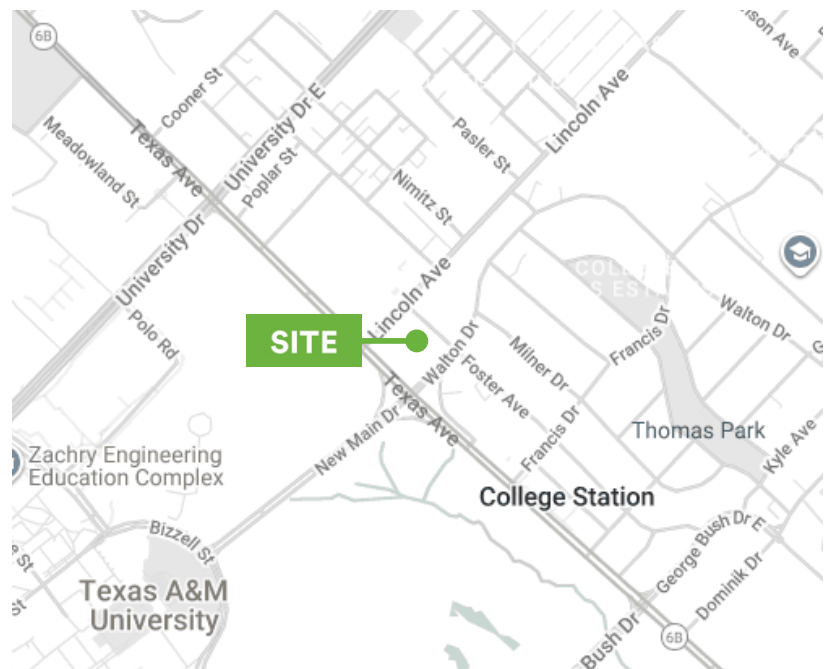 6B
nson Ave
Cooner St
Texas Ave
University Dr E
Meadowland St
Poplar St
Pasler St
Lincoln Ave
Nimitz St
University Dr
Polo Rd
Lincoln Ave
SITE
Walton Dr
Milner Dr
Foster Ave
Francis Dr
Walton Dr
Texas Ave
New Main Dr
Francis Dr
Thomas Park
Kyle Ave
Zachry Engineering
Education Complex
College Station
Bizzell St
George Bush Dr E
Dominik Dr
Texas A&M
University
Bush Dr
6B